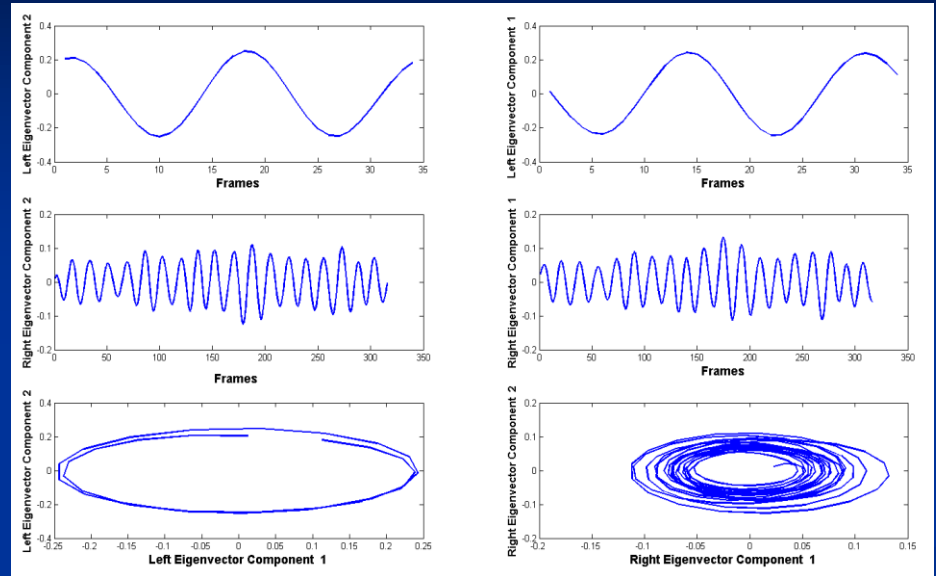 Left Eigenvector Component 2
0.4
0.2
0
-0.2
-0.4
0 5 10 15 20 25 30 35
Frames
Left Eigenvector Component 1
0.4
0.2
0
-0.2
-0.4
0 5 10 15 20 25 30 35
Frames
Right Eigenvector Component 2
0.2
0.1
0
-0.1
-0.2
0 50 100 150 200 250 300 350
Frames
Right Eigenvector Component 1
0.2
0.1
0
-0.1
-0.2
0 50 100 150 200 250 300 350
Frames
Left Eigenvector Component 2
0.4
0.2
0
-0.2
-0.4
-0.25 -0.2 -0.15 -0.1 -0.05 0 0.05 0.1 0.15 0.2 0.25
Left Eigenvector Component 1
Right Eigenvector Component 2
0.2
0.1
0
-0.1
0.2
-0.2 -0.15 -0.1 -0.05 0 0.05 0.1 0.15
Right Eigenvector Component 1